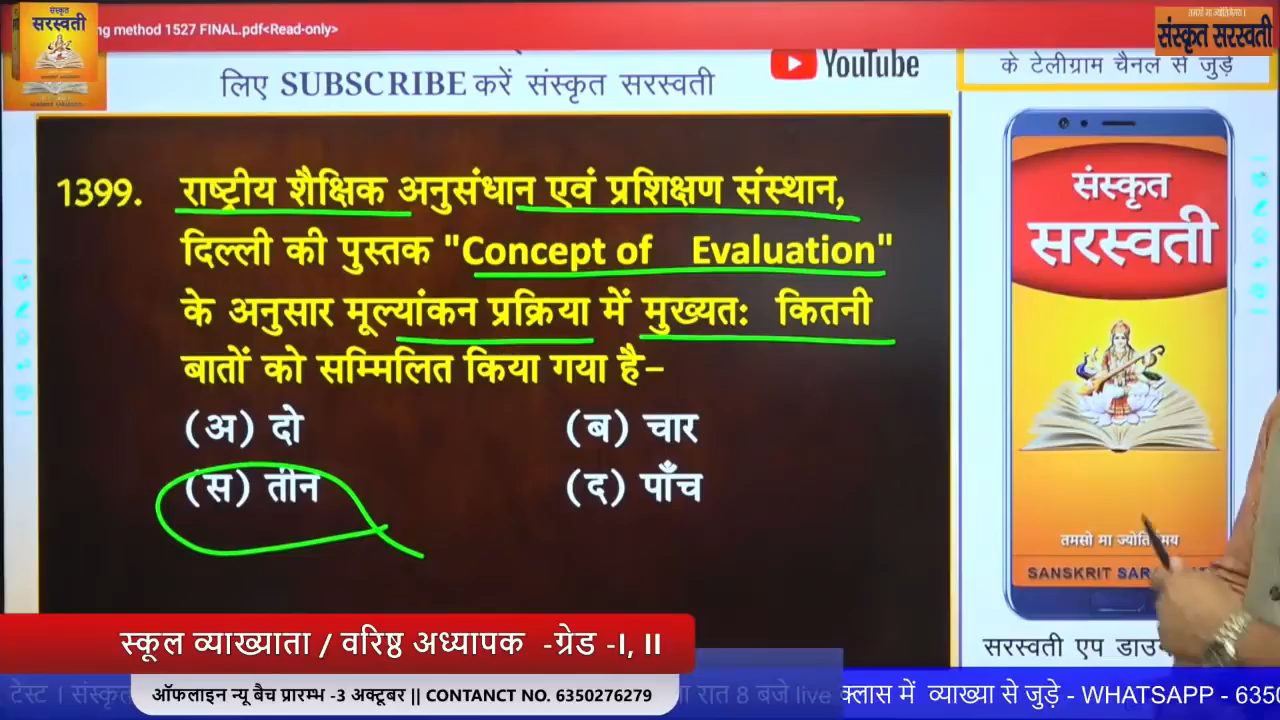 संस्कृत
सरस्वती
ng method 1527 FINAL.pdf<Read-only>
तमसो मा ज्योतिर्गमय ।
संस्कृत सरस्वती
लिए SUBSCRIBE करें संस्कृत सरस्वती
YouTube
के टेलीग्राम चैनल से जुड़े
1399. राष्ट्रीय शैक्षिक अनुसंधान एवं प्रशिक्षण संस्थान,
दिल्ली की पुस्तक "Concept of Evaluation"
के अनुसार मूल्यांकन प्रक्रिया में मुख्यतः कितनी
बातों को सम्मिलित किया गया है–
(अ) दो
(ब) चार
(स) तीन
(द) पाँच
संस्कृत
सरस्वती
तमसो मा ज्योतिर्गमय
SANSKRIT
सरस्वती एप
स्कूल व्याख्याता / वरिष्ठ अध्यापक -ग्रेड -I, II
ऑफलाइन न्यू बैच प्रारम्भ -3 अक्टूबर || CONTANCT NO. 6350276279
टेस्ट । रात 8 बजे live क्लास में व्याख्या से जुड़े - WHATSAPP - 635